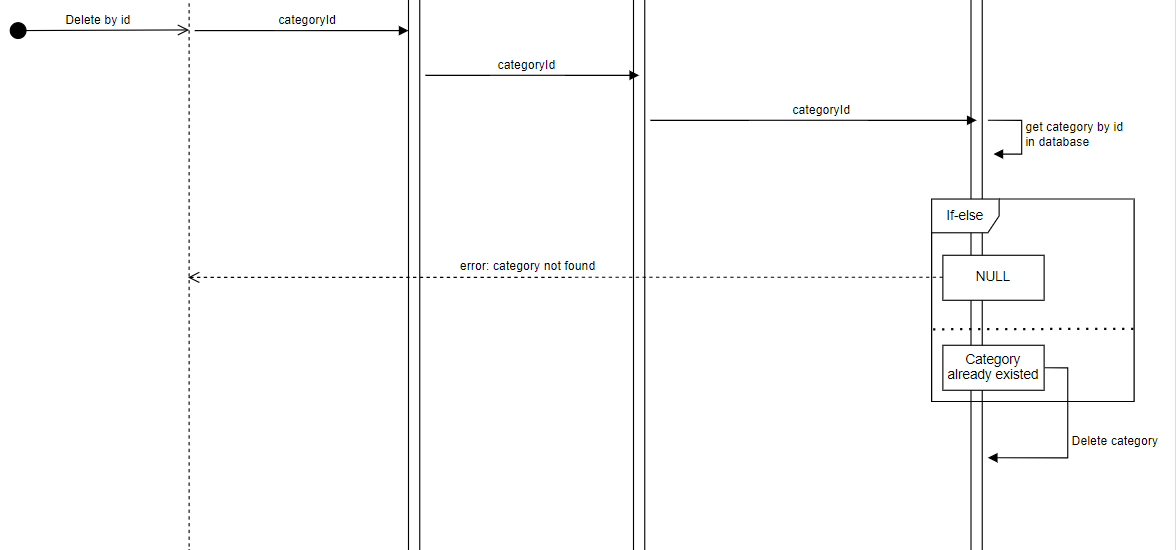 Delete by id
categoryId
categoryId
categoryId
get category by id
in database
If-else
error: category not found
NULL
Category
already existed
Delete category